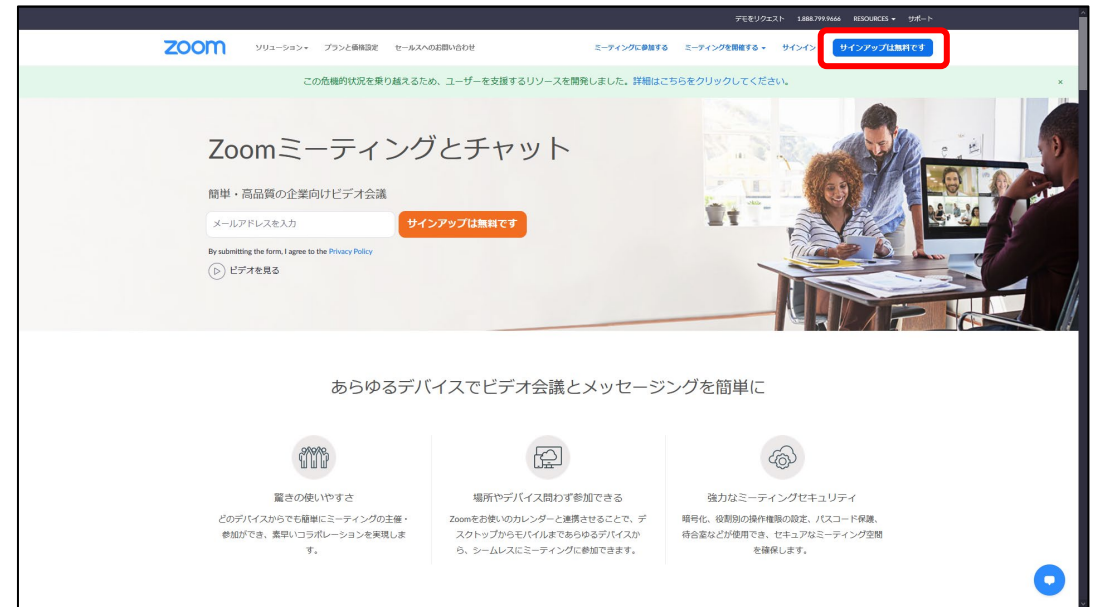 デモをリクエスト 1.888.799.9666 RESOURCES サポート
zoom ソリューション プランと価格設定 セールスへのお問い合わせ ミーティングに参加する ミーティングを開催する サインイン サインアップは無料です
この危機的状況を乗り越えるため、ユーザーを支援するリソースを開発しました。詳細はこちらをクリックしてください。 ×
Zoomミーティングとチャット
簡単・高品質の企業向けビデオ会議
メールアドレスを入力 サインアップは無料です
By submitting the form, I agree to the Privacy Policy
ビデオを見る
あらゆるデバイスでビデオ会議とメッセージングを簡単に
驚きの使いやすさ
どのデバイスからでも簡単にミーティングの主催・
参加ができ、素早いコラボレーションを実現しま
す。
場所やデバイス問わず参加できる
Zoomをお使いのカレンダーと連携させることで、デ
スクトップからモバイルまであらゆるデバイスか
ら、シームレスにミーティングに参加できます。
強力なミーティングセキュリティ
暗号化、役割別の操作権限の設定、パスコード保護、
待合室などが使用でき、セキュアなミーティング空間
を確保します。